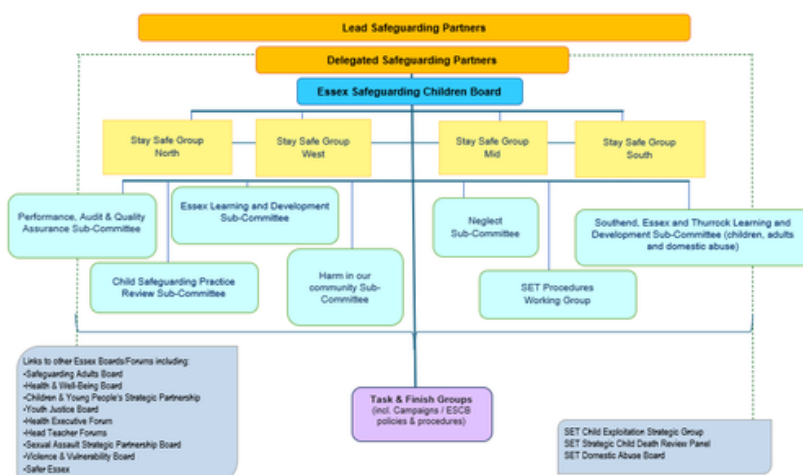 Lead Safeguarding Partners
Delegated Safeguarding Partners
Essex Safeguarding Children Board
Stay Safe Group
North
Stay Safe Group
West
Stay Safe Group
Mid
Stay Safe Group
South
Performance, Audit & Quality
Assurance Sub-Committee
Essex Learning and Development
Sub-Committee
Neglect
Sub-Committee
Southend, Essex and Thurrock Learning and
Development Sub-Committee (children, adults
and domestic abuse)
Child Safeguarding Practice
Review Sub-Committee
Harm in our
community Sub-
Committee
SET Procedures
Working Group
Links to other Essex Boards/Forums including:
•Safeguarding Adults Board
•Health & Well-Being Board
•Children & Young People's Strategic Partnership
•Youth Justice Board
•Health Executive Forum
•Head Teacher Forums
•Sexual Assault Strategic Partnership Board
•Violence & Vulnerability Board
•Safer Essex
Task & Finish Groups
(incl. Campaigns / ESCB
policies & procedures)
SET Child Exploitation Strategic Group
SET Strategic Child Death Review Panel
SET Domestic Abuse Board